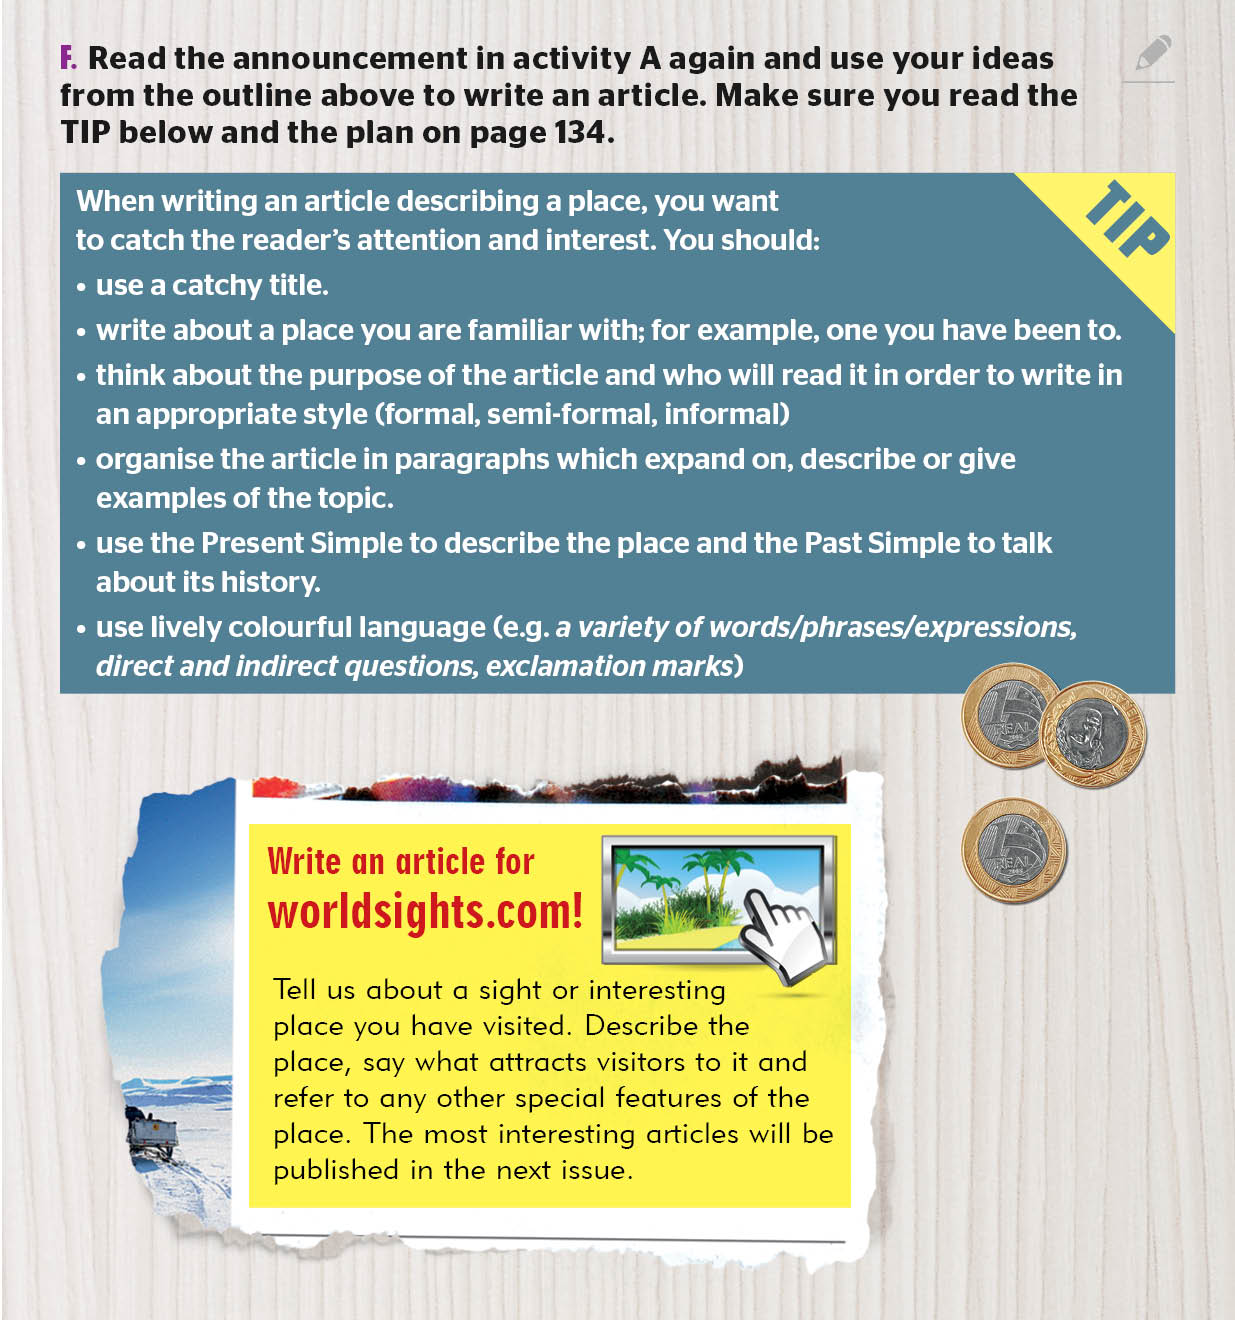 F. Read the announcement in activity A again and use your ideas
from the outline above to write an article. Make sure you read the
TIP below and the plan on page 134.
TIP
When writing an article describing a place, you want
to catch the reader's attention and interest. You should:
• use a catchy title.
• write about a place you are familiar with; for example, one you have been to.
• think about the purpose of the article and who will read it in order to write in
an appropriate style (formal, semi-formal, informal)
• organise the article in paragraphs which expand on, describe or give
examples of the topic.
• use the Present Simple to describe the place and the Past Simple to talk
about its history.
• use lively colourful language (e.g. a variety of words/phrases/expressions,
direct and indirect questions, exclamation marks)
1
REAL
1
REAL
Write an article for
worldsights.com!
Tell us about a sight or interesting
place you have visited. Describe the
place, say what attracts visitors to it and
refer to any other special features of the
place. The most interesting articles will be
published in the next issue.